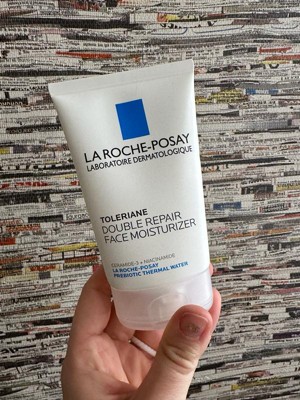 LA ROCHE-POSAY
LABORATOIRE DERMATOLOGIQUE
TOLERIANE
DOUBLE REPAIR
FACE MOISTURIZER
CERAMIDE-3 + NIACINAMIDE
LA ROCHE-POSAY
PREBIOTIC THERMAL WATER